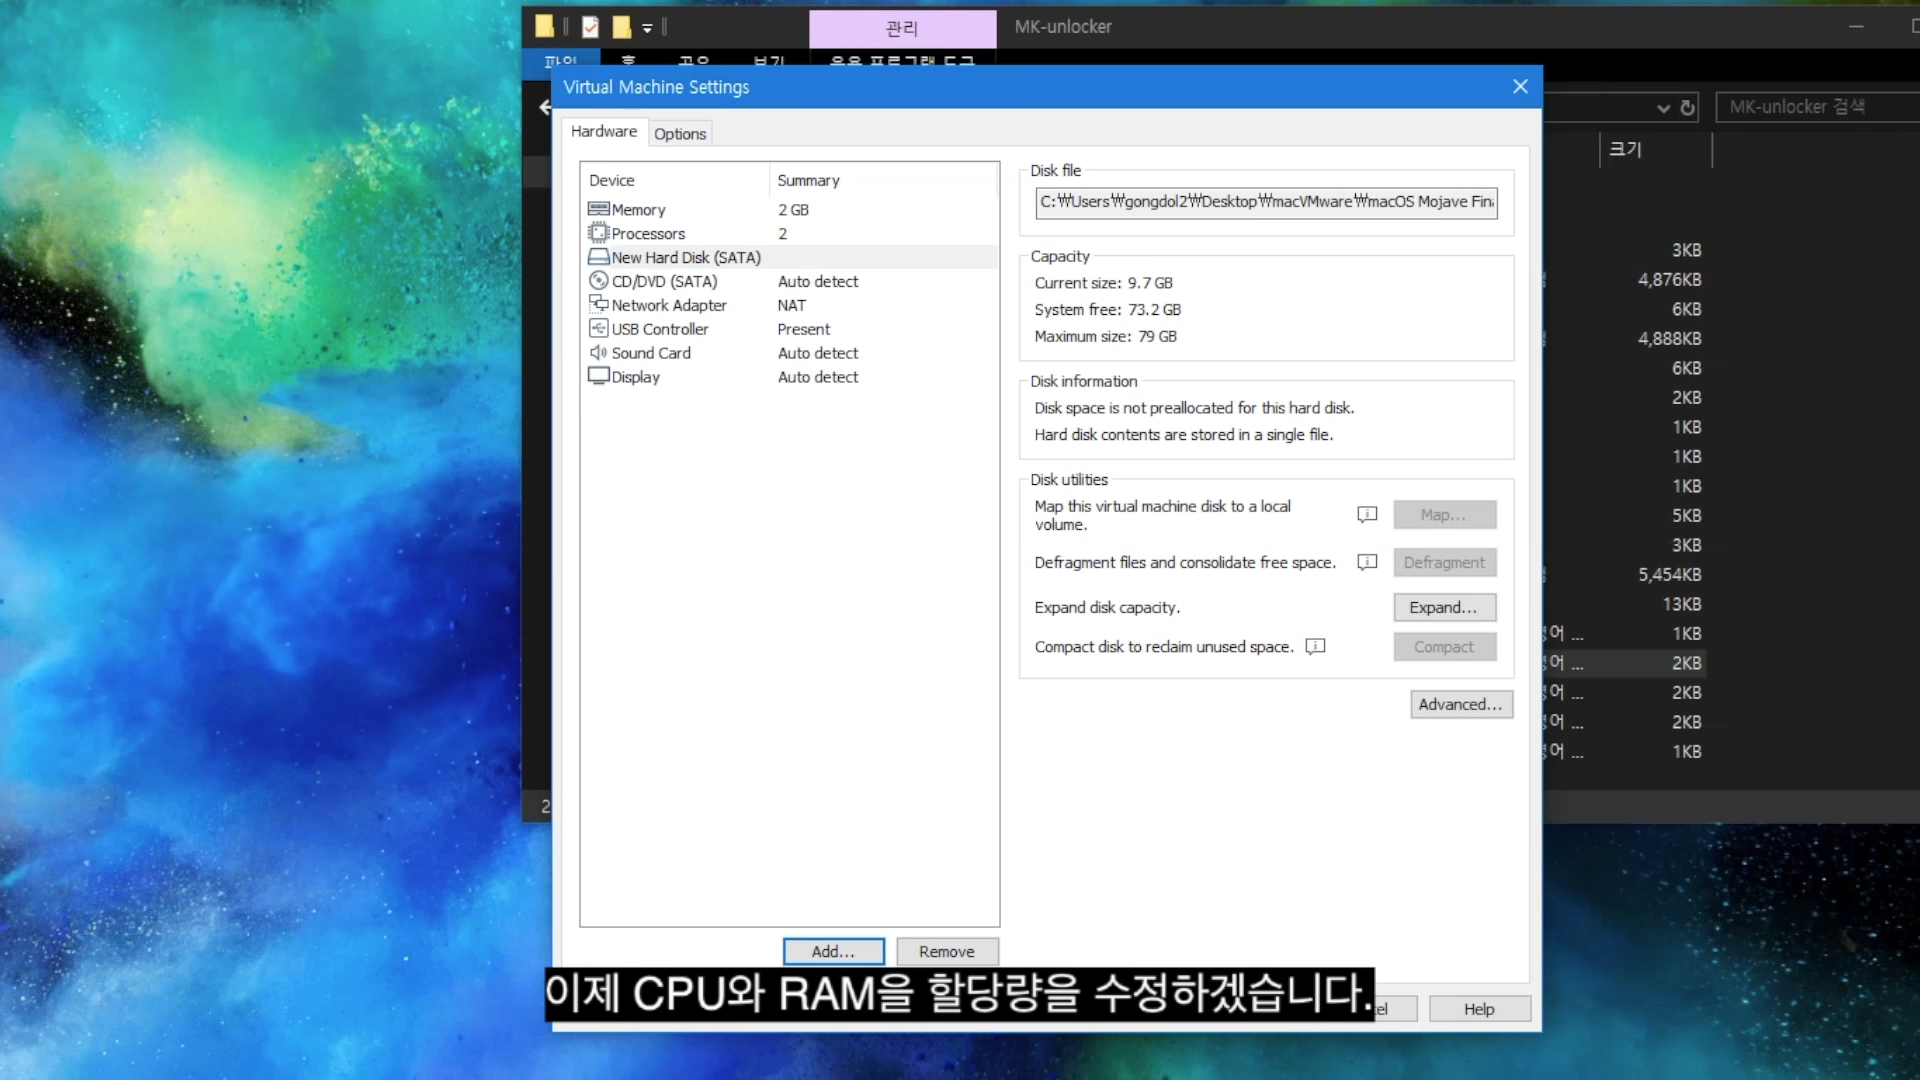 관리
MK-unlocker
Virtual Machine Settings
MK-unlocker 검색
Hardware
Options
크기
Device Summary
Memory 2 GB
Processors 2
New Hard Disk (SATA)
CD/DVD (SATA) Auto detect
Network Adapter NAT
USB Controller Present
Sound Card Auto detect
Display Auto detect
Disk file
C:₩Users₩gongdol2₩Desktop₩macVMware₩macOS Mojave
Capacity
Current size: 9.7 GB
System free: 73.2 GB
Maximum size: 79 GB
Disk information
Disk space is not preallocated for this hard disk.
Hard disk contents are stored in a single file.
Disk utilities
Map this virtual machine disk to a local
volume.
Map...
Defragment files and consolidate free space.
Defragment
Expand disk capacity.
Expand...
Compact disk to reclaim unused space.
Compact
Advanced...
3KB
4,876KB
6KB
4,888KB
6KB
2KB
1KB
1KB
1KB
5KB
3KB
5,454KB
13KB
1KB
2KB
2KB
2KB
1KB
Add...
Remove
이제 CPU와 RAM을 할당량을 수정하겠습니다.
Help